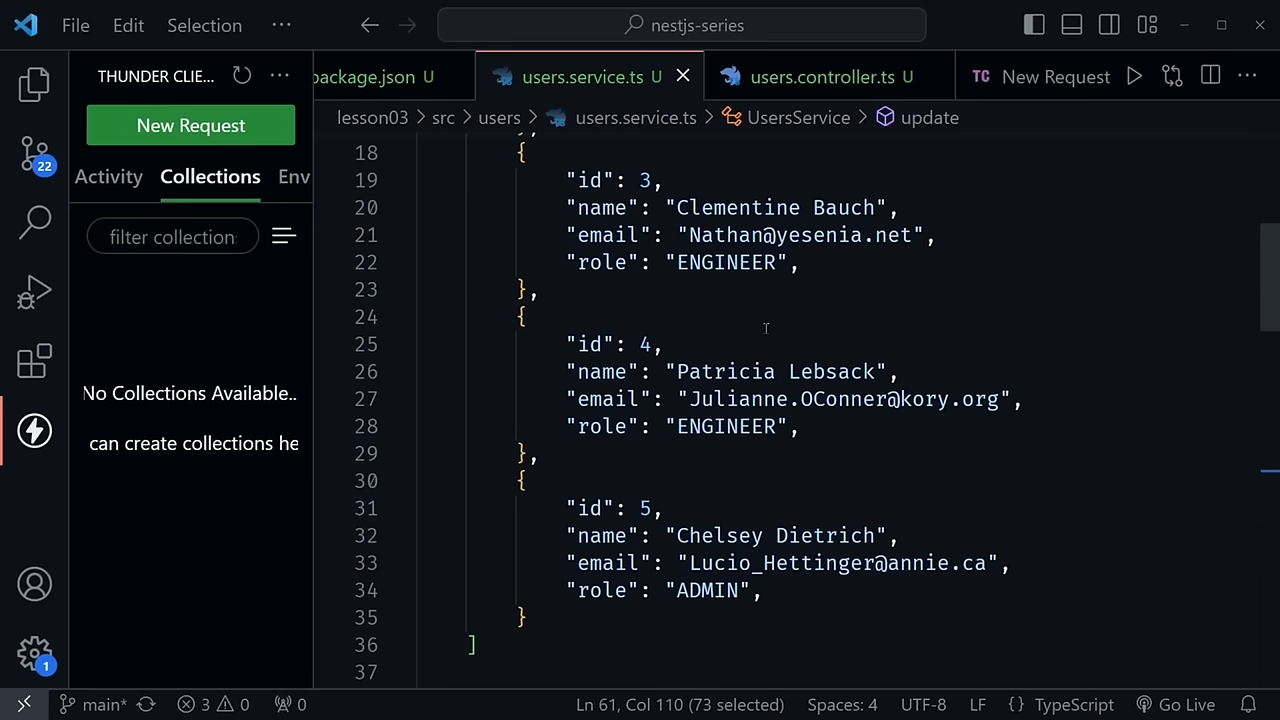 File Edit Selection ··· nestjs-series
THUNDER CLIE... ···
package.json U users.service.ts U users.controller.ts U TC New Request ···
New Request
lesson03 > src > users > users.service.ts > UsersService > update
Activity Collections Env
filter collection
No Collections Available..
can create collections he
18 {
19 "id": 3,
20 "name": "Clementine Bauch",
21 "email": "Nathan@yesenia.net",
22 "role": "ENGINEER",
23 },
24 {
25 "id": 4,
26 "name": "Patricia Lebsack",
27 "email": "Julianne.OConner@kory.org",
28 "role": "ENGINEER",
29 },
30 {
31 "id": 5,
32 "name": "Chelsey Dietrich",
33 "email": "Lucio_Hettinger@annie.ca",
34 "role": "ADMIN",
35 }
36 ]
37
22
1
main* 3 0 0 Ln 61, Col 110 (73 selected) Spaces: 4 UTF-8 LF {} TypeScript Go Live